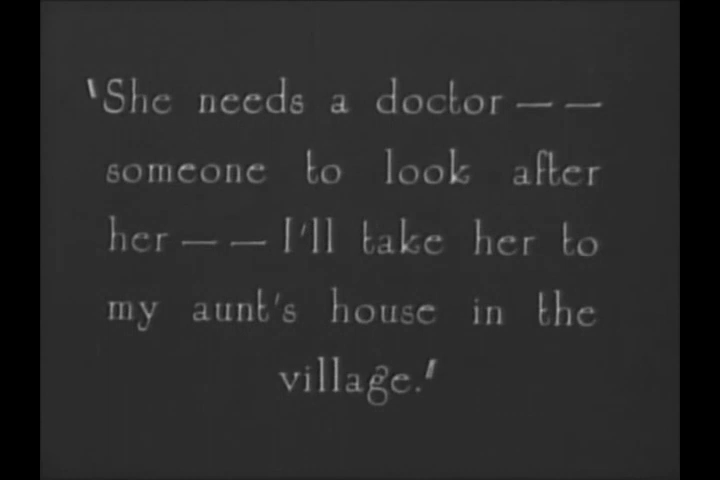 'She needs a doctor — —
someone to look after
her — — I'll take her to
my aunt's house in the
village.'